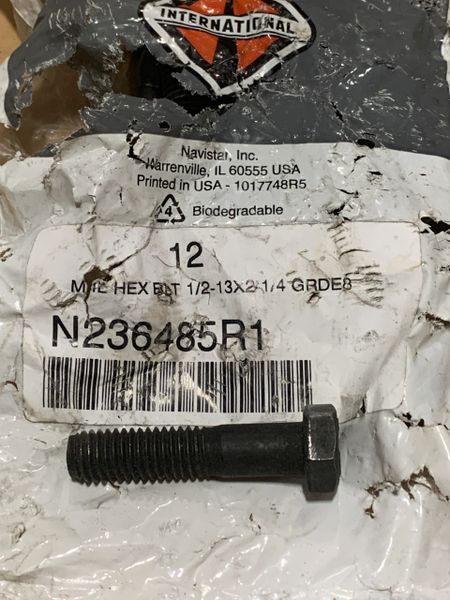 INTERNATIONAL
Navistar, Inc.
Warrenville, IL 60555 USA
Printed in USA - 1017748R5
4 Biodegradable
12
HEX BLT 1/2-13X2-1/4 GRDE8
N236485R1